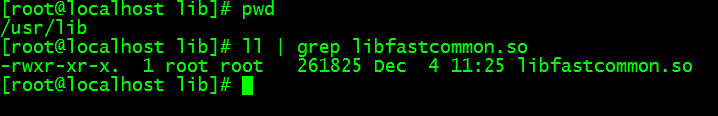 [root@localhost lib]# pwd
/usr/lib
[root@localhost lib]# ll | grep libfastcommon.so
-rwxr-xr-x.  1 root root   261825 Dec  4 11:25 libfastcommon.so
[root@localhost lib]#